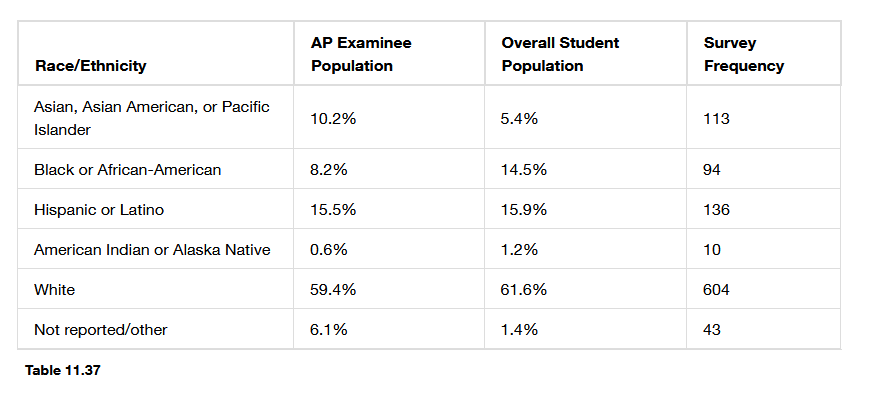 Race/Ethnicity AP Examinee Population Overall Student Population Survey Frequency
Asian, Asian American, or Pacific Islander 10.2% 5.4% 113
Black or African-American 8.2% 14.5% 94
Hispanic or Latino 15.5% 15.9% 136
American Indian or Alaska Native 0.6% 1.2% 10
White 59.4% 61.6% 604
Not reported/other 6.1% 1.4% 43
Table 11.37